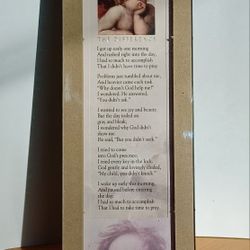 THE DIFFERENCE
I got up early one morning
And rushed right into the day,
I had so much to accomplish
That I didn't have time to pray.
Problems just tumbled about me,
And heavier came each task
"Why doesn't God help me?"
I wondered. He answered,
"You didn't ask."
I wanted to see joy and beauty
But the day toiled on
gray and bleak,
I wondered why God didn't
show me.
He said, "But you didn't seek."
I tried to come
into God's presence;
I used every key in the lock,
God gently and lovingly chided,
"My child, you didn't knock."
I woke up early this morning,
And paused before entering
the day;
I had so much to accomplish
That I had to take time to pray.